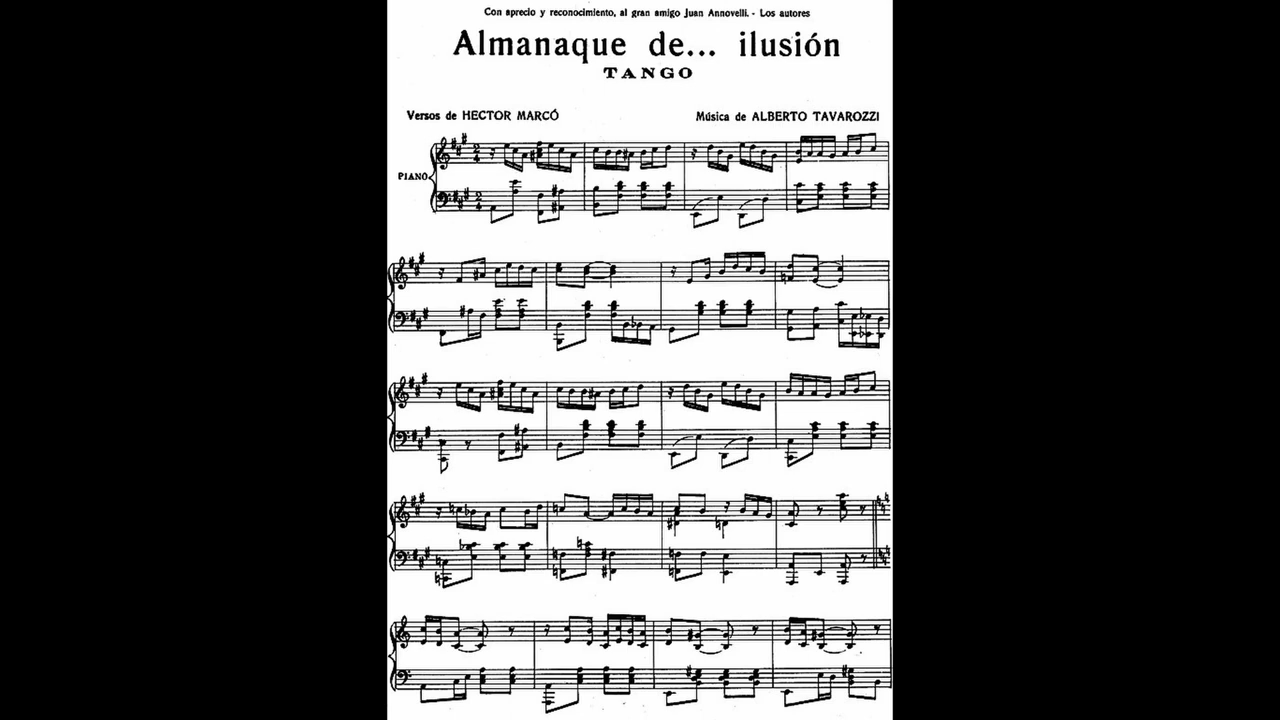 Con aprecio y reconocimiento, al gran amigo Juan Annovelli. - Los autores
Almanaque de... ilusión
TANGO
Versos de HECTOR MARCÓ
Música de ALBERTO TAVAROZZI
PIANO